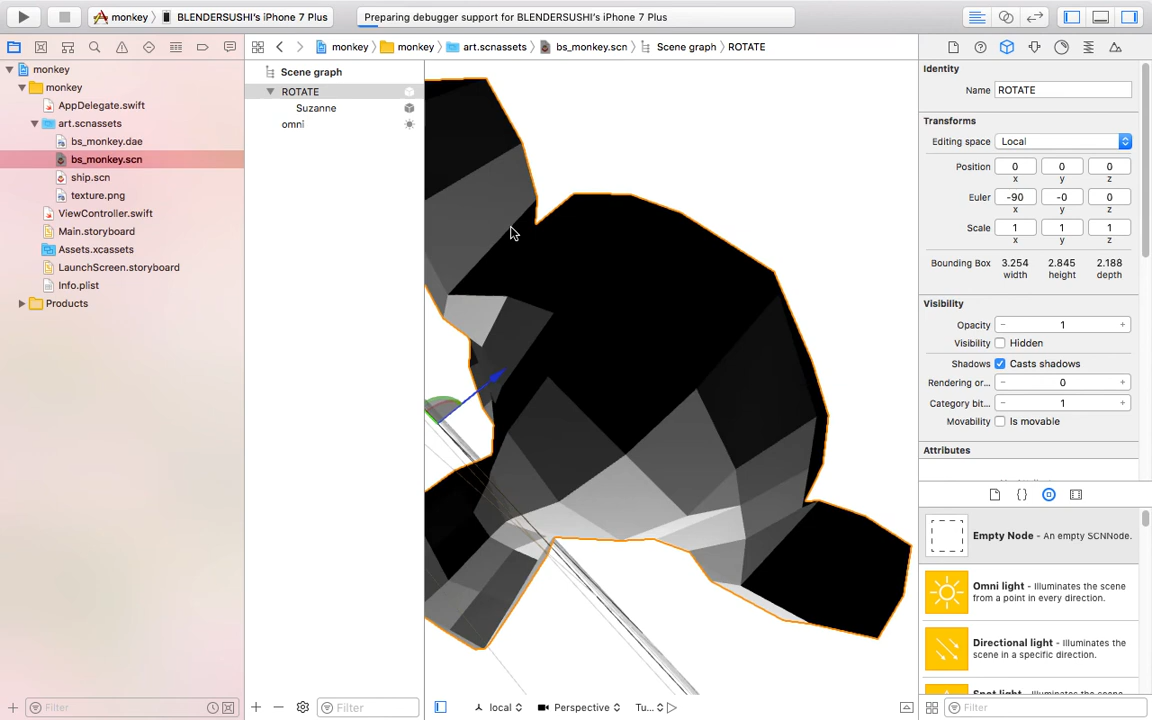 monkey
BLENDERSUSHI's iPhone 7 Plus
Preparing debugger support for BLENDERSUSHI's iPhone 7 Plus
monkey
monkey
art.scnassets
bs_monkey.scn
Scene graph
ROTATE
monkey
monkey
AppDelegate.swift
art.scnassets
bs_monkey.dae
bs_monkey.scn
ship.scn
texture.png
ViewController.swift
Main.storyboard
Assets.xcassets
LaunchScreen.storyboard
Info.plist
Products
Filter
Scene graph
ROTATE
Suzanne
omni
Filter
local
Perspective
Tu...
Identity
Name ROTATE
Transforms
Editing space Local
Position 0 0 0
x y z
Euler -90 -0 0
x y z
Scale 1 1 1
x y z
Bounding Box 3.254 2.845 2.188
width height depth
Visibility
Opacity − 1 +
Visibility Hidden
Shadows Casts shadows
Rendering or... − 0 +
Category bit... − 1 +
Movability Is movable
Attributes
Empty Node - An empty SCNNode.
Omni light - Illuminates the scene
from a point in every direction.
Directional light - Illuminates the
scene in a specific direction.
Filter